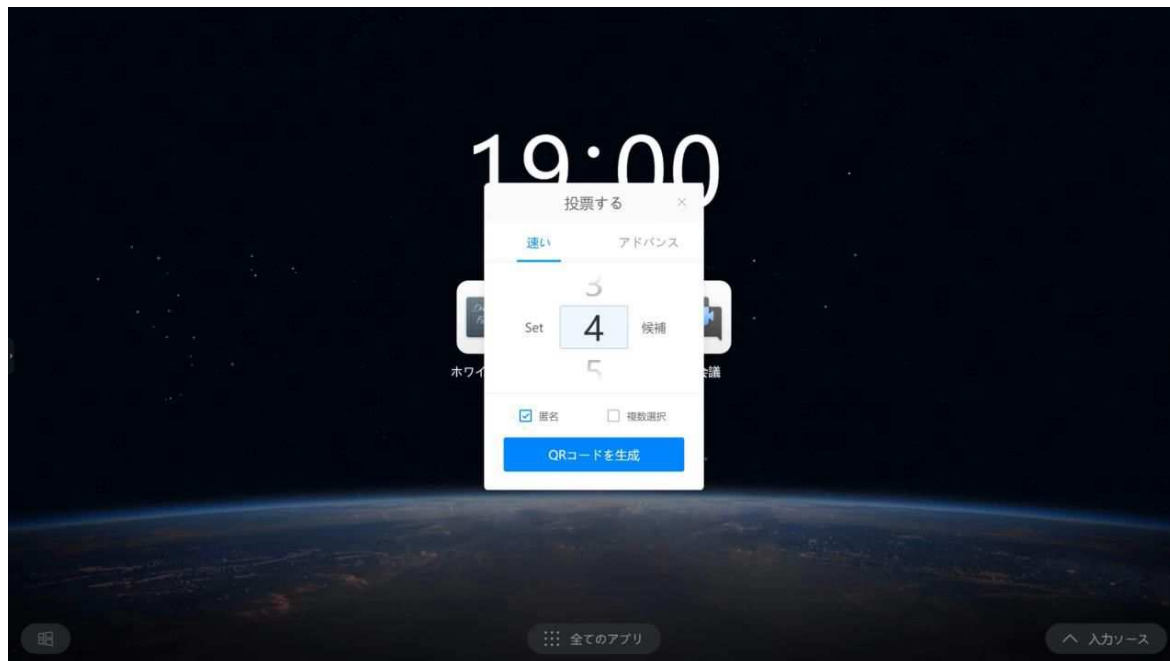 19:00
投票する
速い アドバンス
3
Set 4 候補
5
ホワイ 会議
匿名 複数選択
QRコードを生成
全てのアプリ 入力ソース